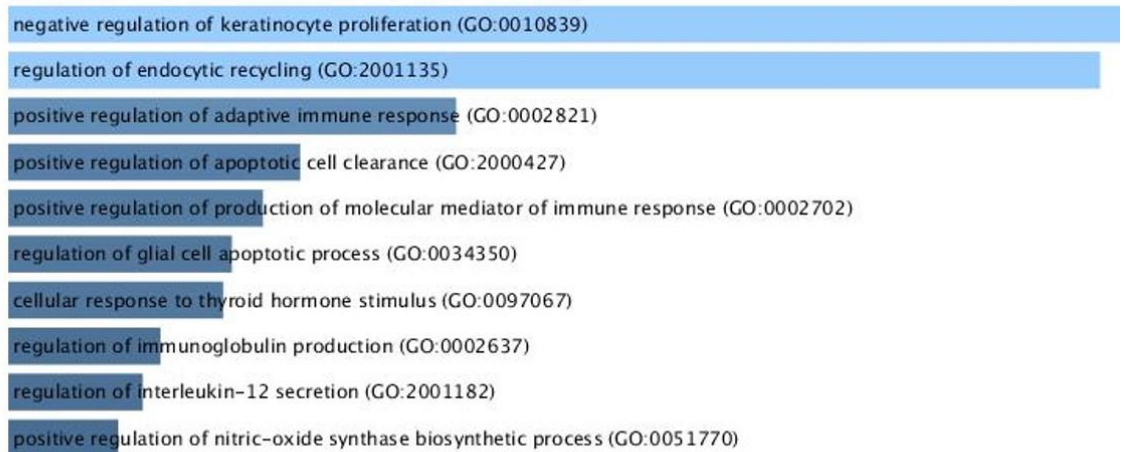 negative regulation of keratinocyte proliferation (GO:0010839)
regulation of endocytic recycling (GO:2001135)
positive regulation of adaptive immune response (GO:0002821)
positive regulation of apoptotic cell clearance (GO:2000427)
positive regulation of production of molecular mediator of immune response (GO:0002702)
regulation of glial cell apoptotic process (GO:0034350)
cellular response to thyroid hormone stimulus (GO:0097067)
regulation of immunoglobulin production (GO:0002637)
regulation of interleukin-12 secretion (GO:2001182)
positive regulation of nitric-oxide synthase biosynthetic process (GO:0051770)